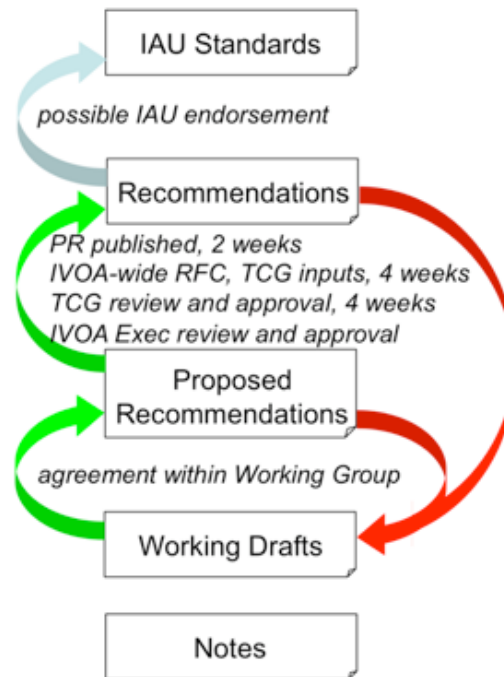 IAU Standards
possible IAU endorsement
Recommendations
PR published, 2 weeks
IVOA-wide RFC, TCG inputs, 4 weeks
TCG review and approval, 4 weeks
IVOA Exec review and approval
Proposed
Recommendations
agreement within Working Group
Working Drafts
Notes